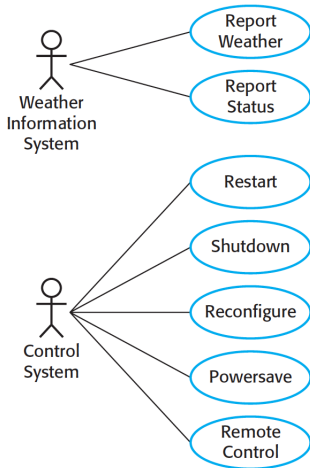 Report
Weather
Report
Status
Weather
Information
System
Restart
Shutdown
Reconfigure
Powersave
Remote
Control
Control
System